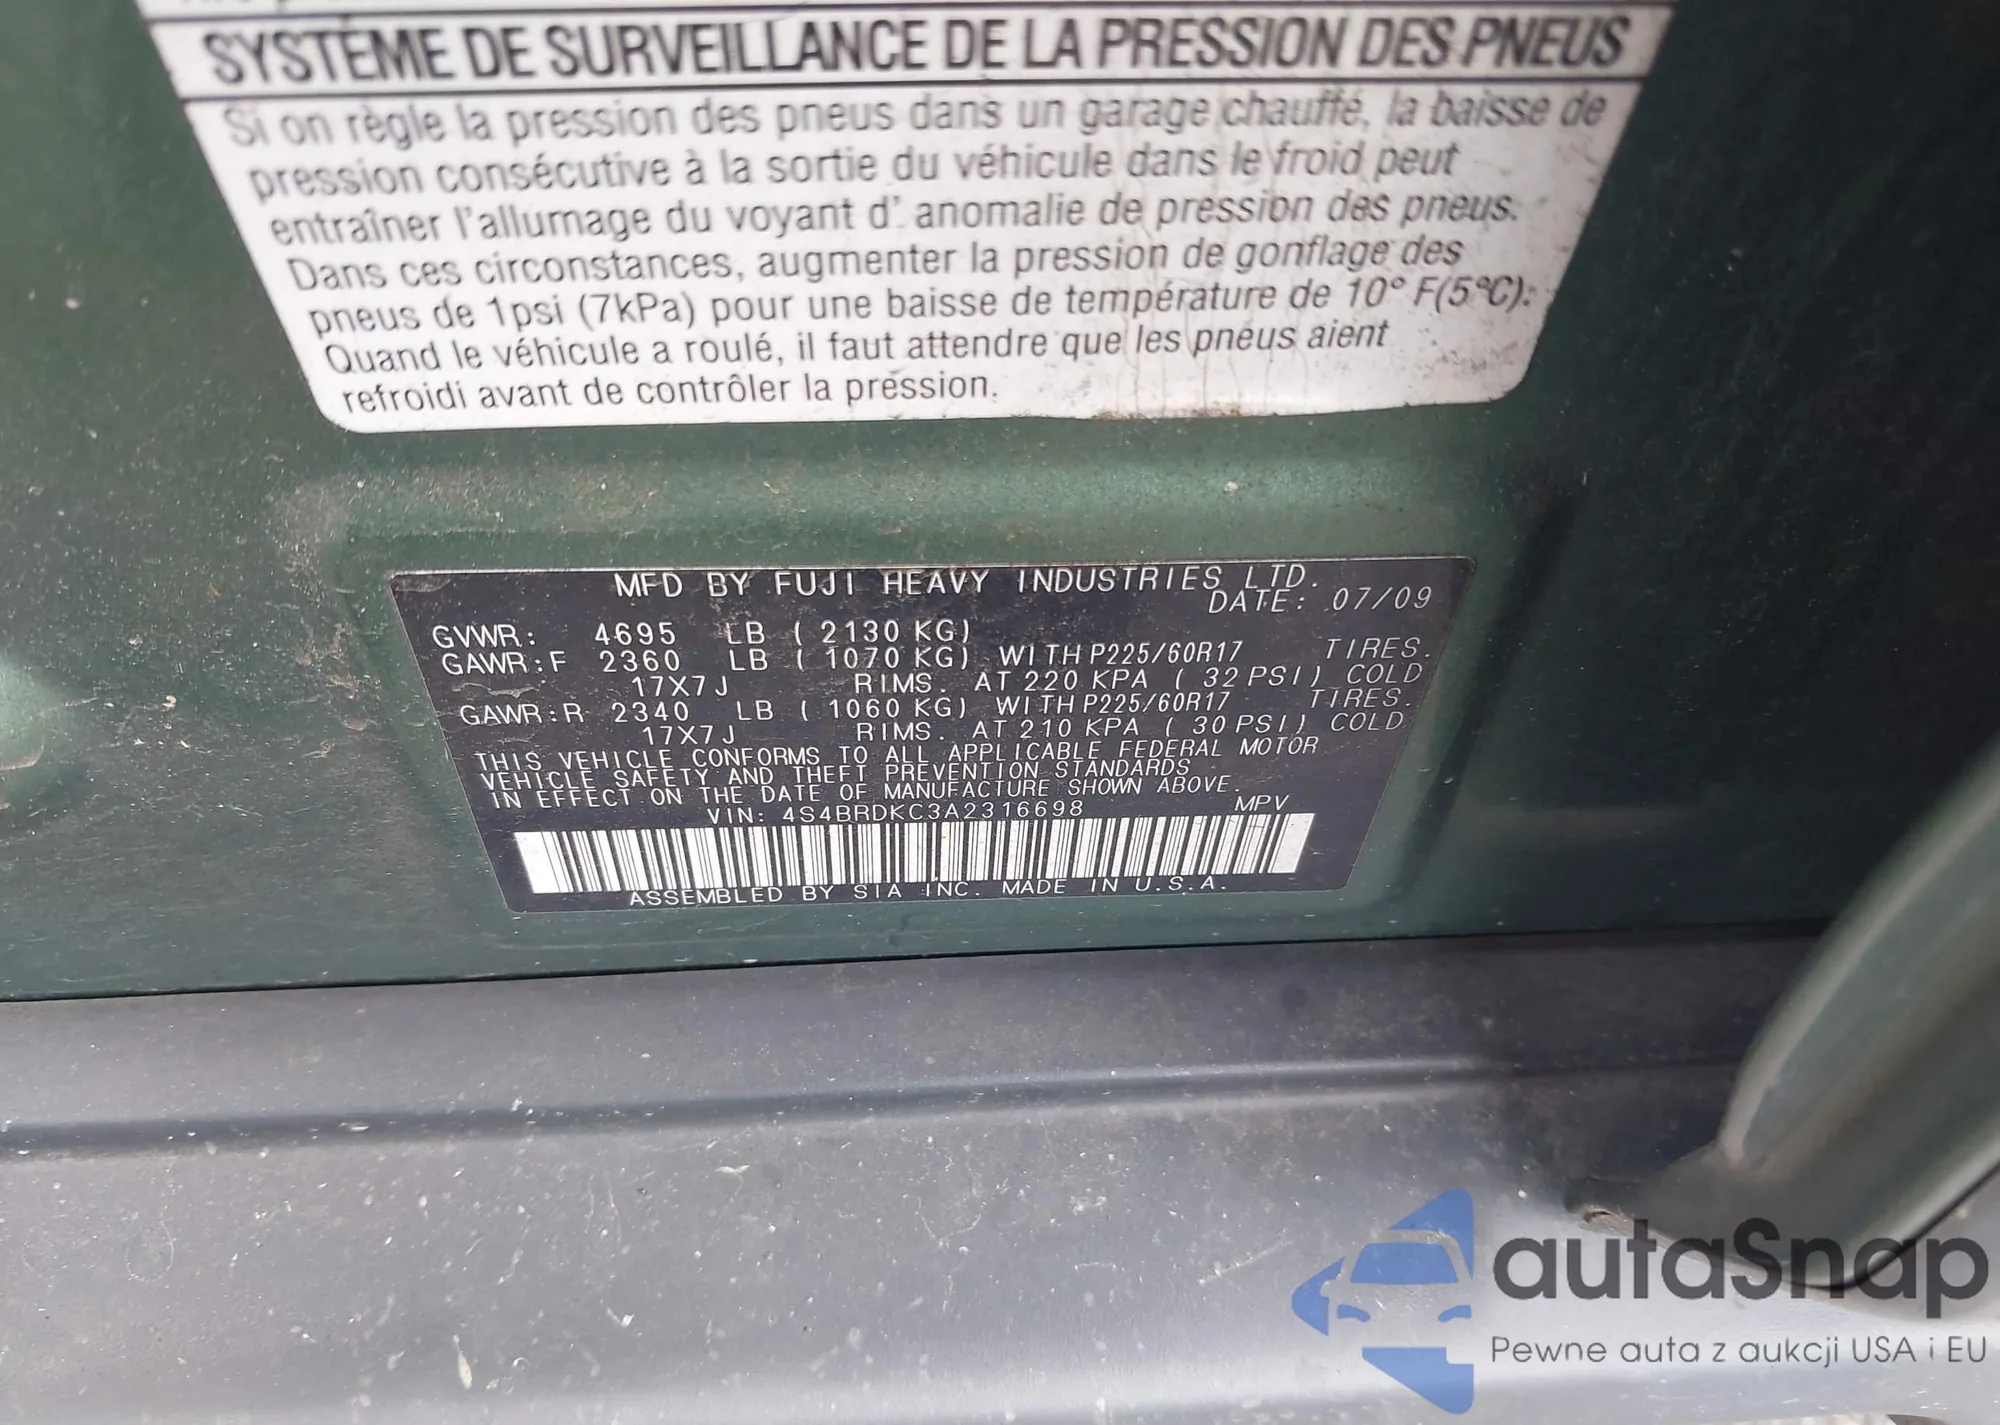 SYSTÈME DE SURVEILLANCE DE LA PRESSION DES PNEUS
Si on règle la pression des pneus dans un garage chauffé, la baisse de
pression consécutive à la sortie du véhicule dans le froid peut
entraîner l'allumage du voyant d' anomalie de pression des pneus.
Dans ces circonstances, augmenter la pression de gonflage des
pneus de 1psi (7kPa) pour une baisse de température de 10° F(5°C).
Quand le véhicule a roulé, il faut attendre que les pneus aient
refroidi avant de contrôler la pression.
MFD BY FUJI HEAVY INDUSTRIES LTD.
DATE: 07/09
GVWR: 4695 LB (2130 KG)
GAWR:F 2360 LB (1070 KG) WITH P225/60R17 TIRES.
17X7J RIMS. AT 220 KPA (32 PSI) COLD
GAWR:R 2340 LB (1060 KG) WITH P225/60R17 TIRES.
17X7J RIMS. AT 210 KPA (30 PSI) COLD
THIS VEHICLE CONFORMS TO ALL APPLICABLE FEDERAL MOTOR
VEHICLE SAFETY AND THEFT PREVENTION STANDARDS
IN EFFECT ON THE DATE OF MANUFACTURE SHOWN ABOVE.
VIN: 4S4BRDKC3A2316698 MPV
ASSEMBLED BY SIA INC. MADE IN U.S.A.
autaSnap
Pewne auta z aukcji USA i EU